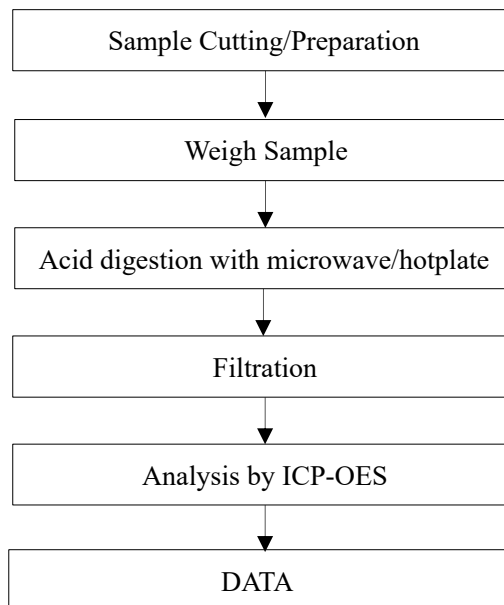 Sample Cutting/Preparation
Weigh Sample
Acid digestion with microwave/hotplate
Filtration
Analysis by ICP-OES
DATA